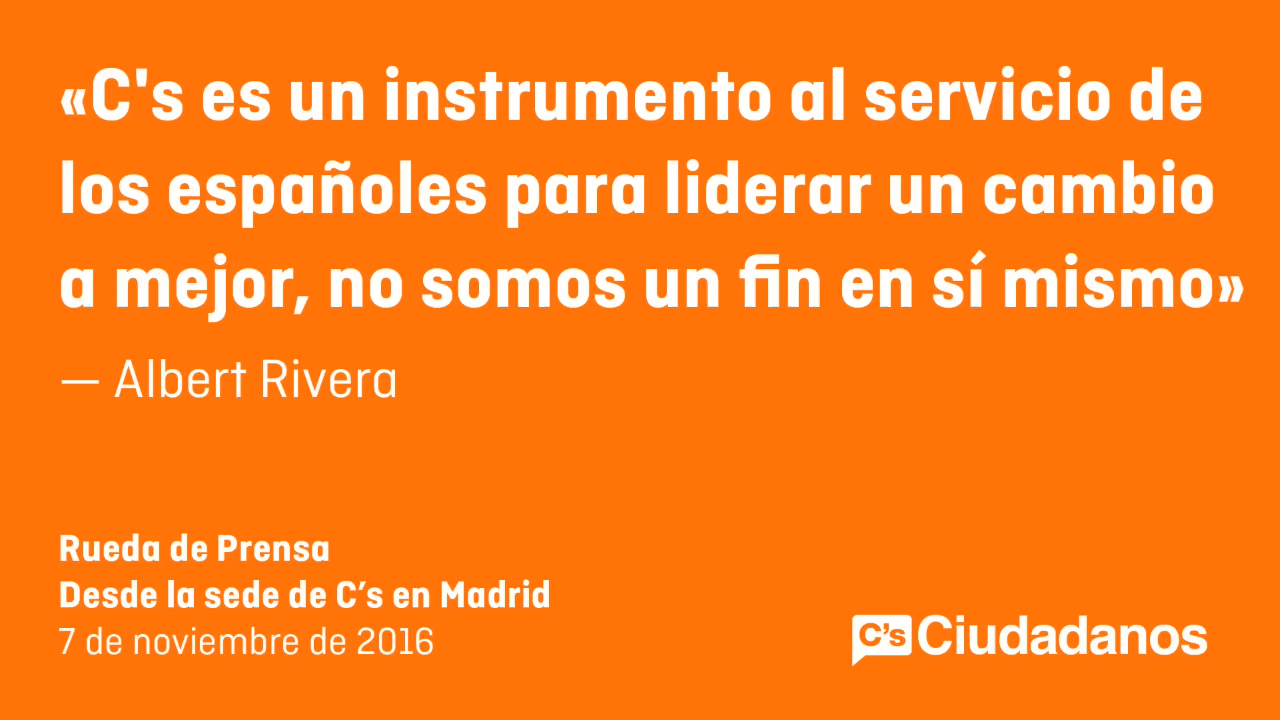 «C's es un instrumento al servicio de
los españoles para liderar un cambio
a mejor, no somos un fin en sí mismo»
— Albert Rivera
Rueda de Prensa
Desde la sede de C’s en Madrid
7 de noviembre de 2016
C’s Ciudadanos